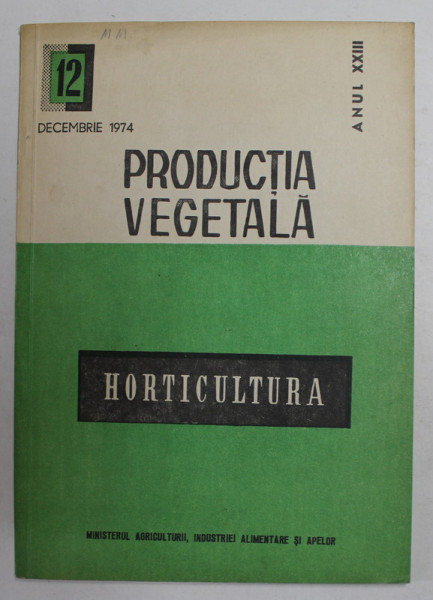 12
DECEMBRIE 1974
ANUL XXIII
PRODUCȚIA
VEGETALĂ
HORTICULTURA
MINISTERUL AGRICULTURII, INDUSTRIEI ALIMENTARE ȘI APELOR